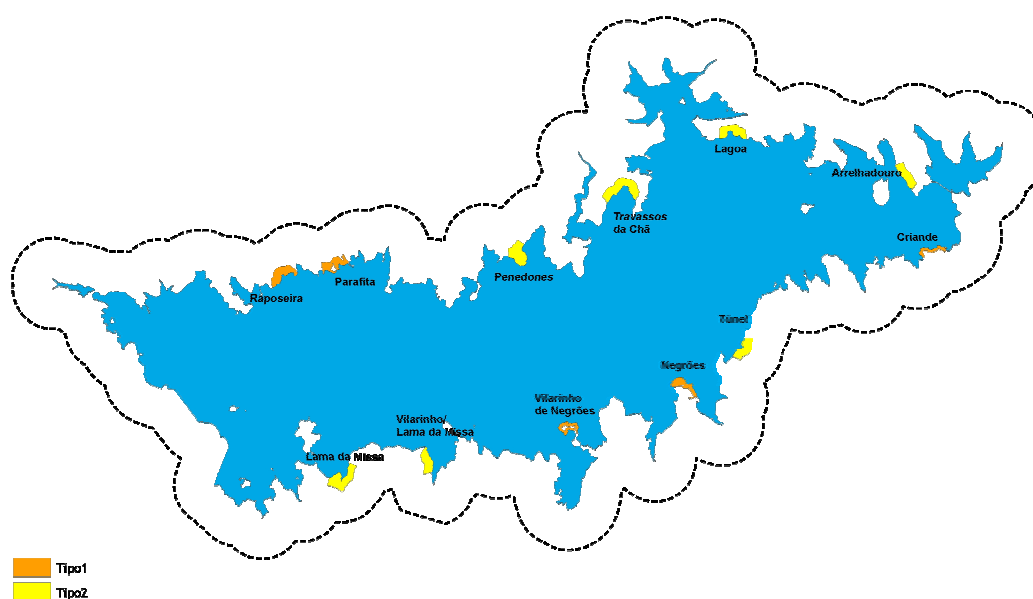 Lagoa
Arrelhadouro
Travassos
da Chã
Criande
Penedones
Parafita
Raposeira
Túnel
Negrões
Vilarinho
de Negrões
Vilarinho/
Lama da Missa
Lama da Missa
Tipo1
Tipo2